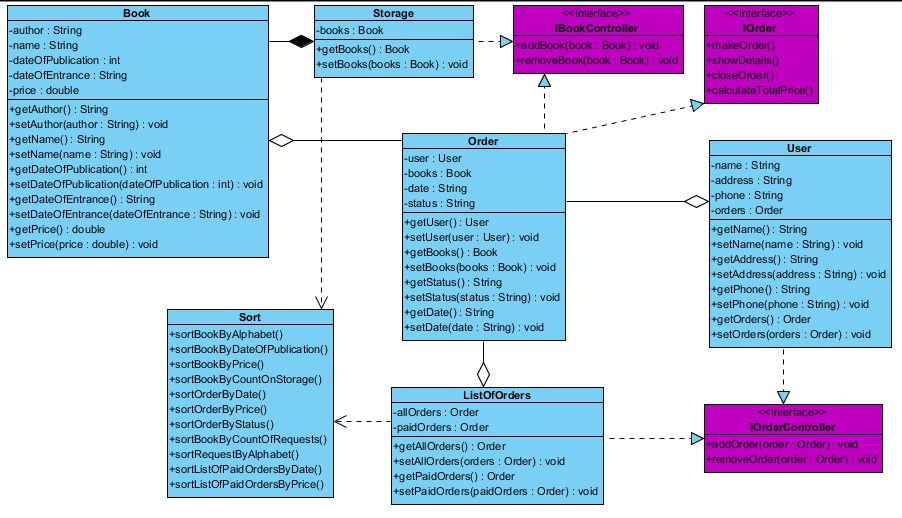 Book
-author : String
-name : String
-dateOfPublication : int
-dateOfEntrance : String
-price : double
+getAuthor() : String
+setAuthor(author : String) : void
+getName() : String
+setName(name : String) : void
+getDateOfPublication() : int
+setDateOfPublication(dateOfPublication : int) : void
+getDateOfEntrance() : String
+setDateOfEntrance(dateOfEntrance : String) : void
+getPrice() : double
+setPrice(price : double) : void
Storage
-books : Book
+getBooks() : Book
+setBooks(books : Book) : void
<<Interface>>
IBookController
+addBook(book : Book) : void
+removeBook(book : Book) : void
<<Interface>>
IOrder
+makeOrder()
+showDetails()
+closeOrder()
+calculateTotalPrice()
Order
-user : User
-books : Book
-date : String
-status : String
+getUser() : User
+setUser(user : User) : void
+getBooks() : Book
+setBooks(books : Book) : void
+getStatus() : String
+setStatus(status : String) : void
+getDate() : String
+setDate(date : String) : void
User
-name : String
-address : String
-phone : String
-orders : Order
+getName() : String
+setName(name : String) : void
+getAddress() : String
+setAddress(address : String) : void
+getPhone() : String
+setPhone(phone : String) : void
+getOrders() : Order
+setOrders(orders : Order) : void
Sort
+sortBookByAlphabet()
+sortBookByDateOfPublication()
+sortBookByPrice()
+sortBookByCountOnStorage()
+sortOrderByDate()
+sortOrderByPrice()
+sortOrderByStatus()
+sortBookByCountOfRequests()
+sortRequestByAlphabet()
+sortListOfPaidOrdersByDate()
+sortListOfPaidOrdersByPrice()
ListOfOrders
-allOrders : Order
-paidOrders : Order
+getAllOrders() : Order
+setAllOrders(orders : Order) : void
+getPaidOrders() : Order
+setPaidOrders(paidOrders : Order) : void
<<Interface>>
IOrderController
+addOrder(order : Order) : void
+removeOrder(order : Order) : void